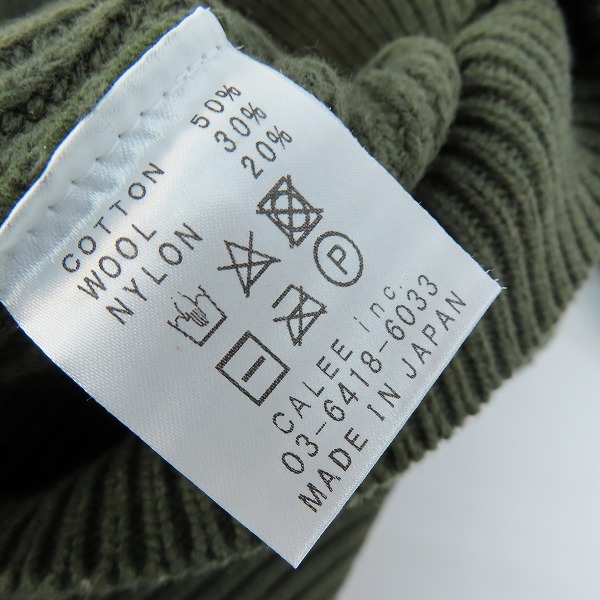 COTTON 50%
WOOL 30%
NYLON 20%
P
CALEE inc.
03-6418-6033
MADE IN JAPAN